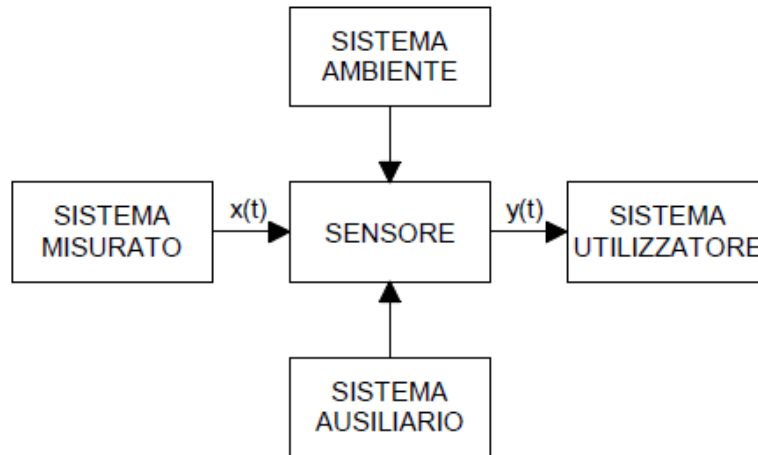 SISTEMA
AMBIENTE
SISTEMA
MISURATO
x(t)
SENSORE
y(t)
SISTEMA
UTILIZZATORE
SISTEMA
AUSILIARIO